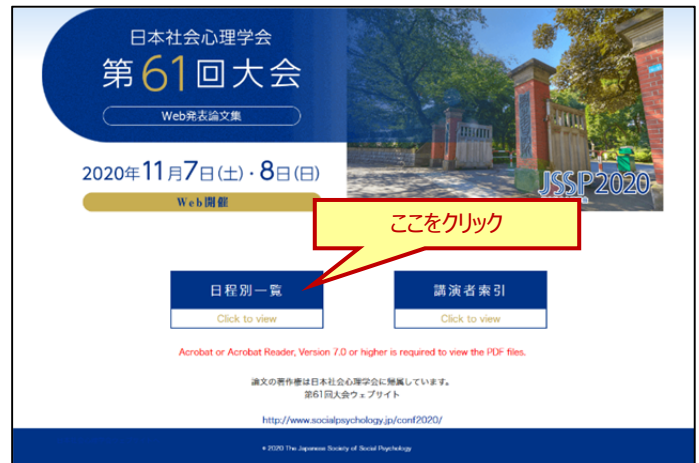 日本社会心理学会
第61回大会
Web発表論文集
2020年11月7日(土)・8日(日)
Web開催
JSSP2020
ここをクリック
日程別一覧
Click to view
講演者索引
Click to view
Acrobat or Acrobat Reader, Version 7.0 or higher is required to view the PDF files.
論文の著作権は日本社会心理学会に帰属しています。
第61回大会ウェブサイト
http://www.socialpsychology.jp/conf2020/
© 2020 The Japanese Society of Social Psychology